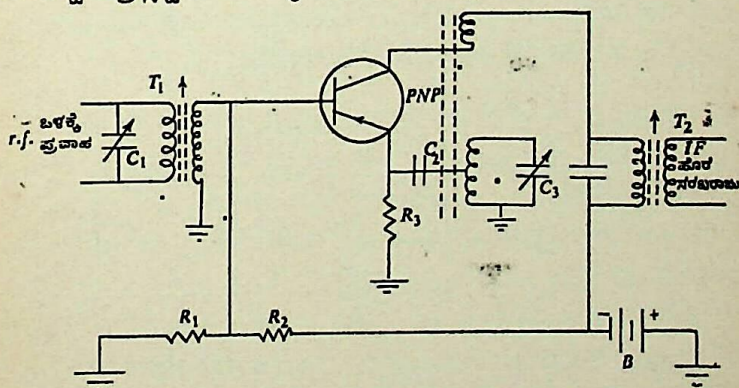 T₁
PNP
T₂
r.f. ಒಳಕ್ಕೆ
ಪ್ರವಾಹ
C₁
C₂
C₃
IF
ಹೊರ
ಸರಬರಾಜು
R₃
R₁
R₂
− +
B